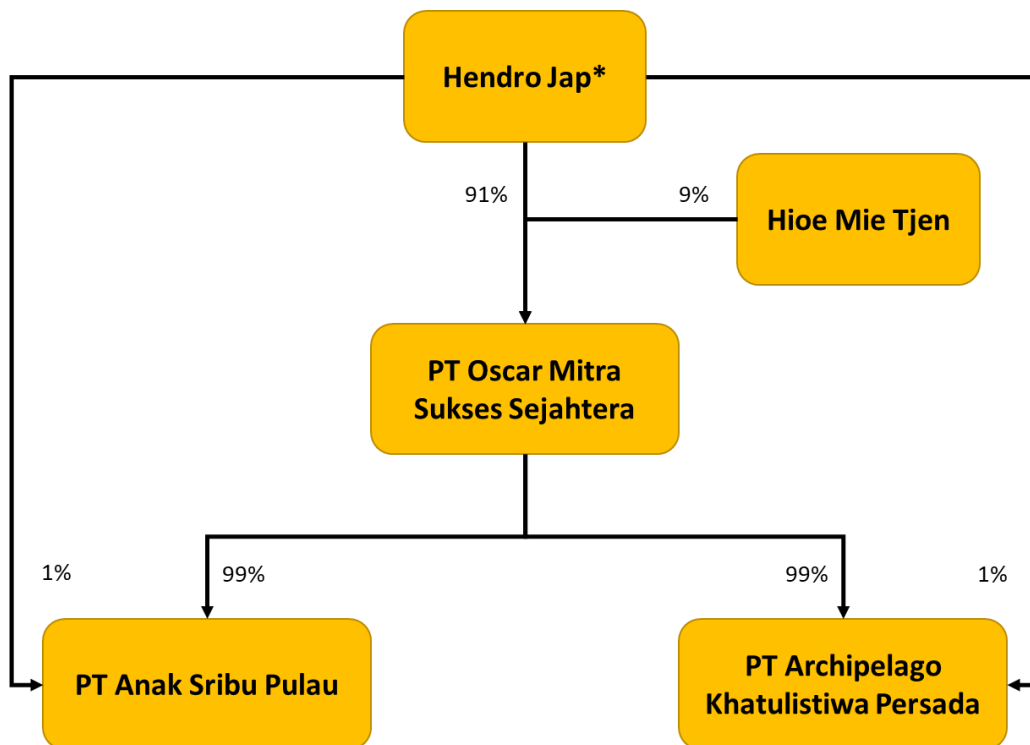 Hendro Jap*
91%
9%
Hioe Mie Tjen
PT Oscar Mitra
Sukses Sejahtera
1%
99%
99%
1%
PT Anak Sribu Pulau
PT Archipelago
Khatulistiwa Persada